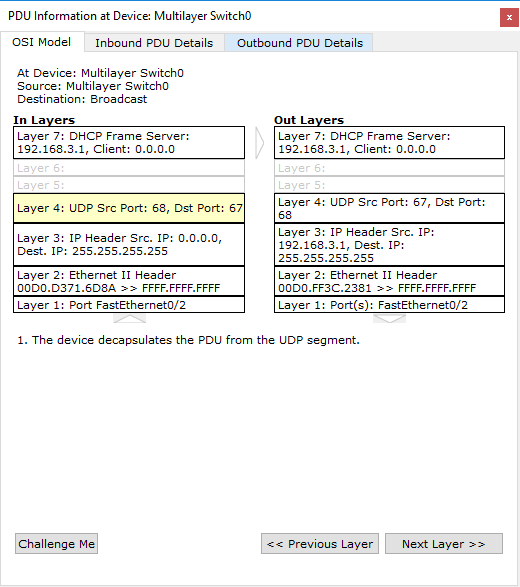 PDU Information at Device: Multilayer Switch0
x
OSI Model
Inbound PDU Details
Outbound PDU Details
At Device: Multilayer Switch0
Source: Multilayer Switch0
Destination: Broadcast
In Layers
Layer 7: DHCP Frame Server:
192.168.3.1, Client: 0.0.0.0
Layer 6:
Layer 5:
Layer 4: UDP Src Port: 68, Dst Port: 67
Layer 3: IP Header Src. IP: 0.0.0.0,
Dest. IP: 255.255.255.255
Layer 2: Ethernet II Header
00D0.D371.6D8A >> FFFF.FFFF.FFFF
Layer 1: Port FastEthernet0/2
Out Layers
Layer 7: DHCP Frame Server:
192.168.3.1, Client: 0.0.0.0
Layer 6:
Layer 5:
Layer 4: UDP Src Port: 67, Dst Port:
68
Layer 3: IP Header Src. IP:
192.168.3.1, Dest. IP:
255.255.255.255
Layer 2: Ethernet II Header
00D0.FF3C.2381 >> FFFF.FFFF.FFFF
Layer 1: Port(s): FastEthernet0/2
1. The device decapsulates the PDU from the UDP segment.
Challenge Me
<< Previous Layer
Next Layer >>